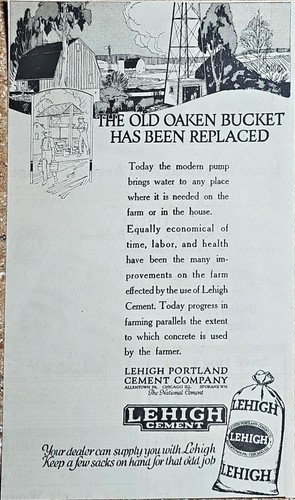 THE OLD OAKEN BUCKET
HAS BEEN REPLACED
Today the modern pump
brings water to any place
where it is needed on the
farm or in the house.
Equally economical of
time, labor, and health
have been the many im-
provements on the farm
effected by the use of Lehigh
Cement. Today progress in
farming parallels the extent
to which concrete is used
by the farmer.
LEHIGH PORTLAND
CEMENT COMPANY
ALLENTOWN PA. CHICAGO ILL. SPOKANE WN.
The National Cement
LEHIGH
CEMENT
Your dealer can supply you with Lehigh
Keep a few sacks on hand for that odd job
LEHIGH
LEHIGH
LEHIGH